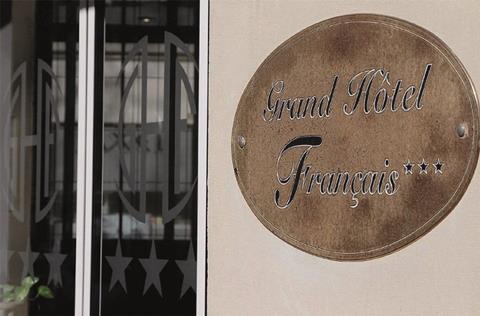 Grand Hôtel
Français ★★★